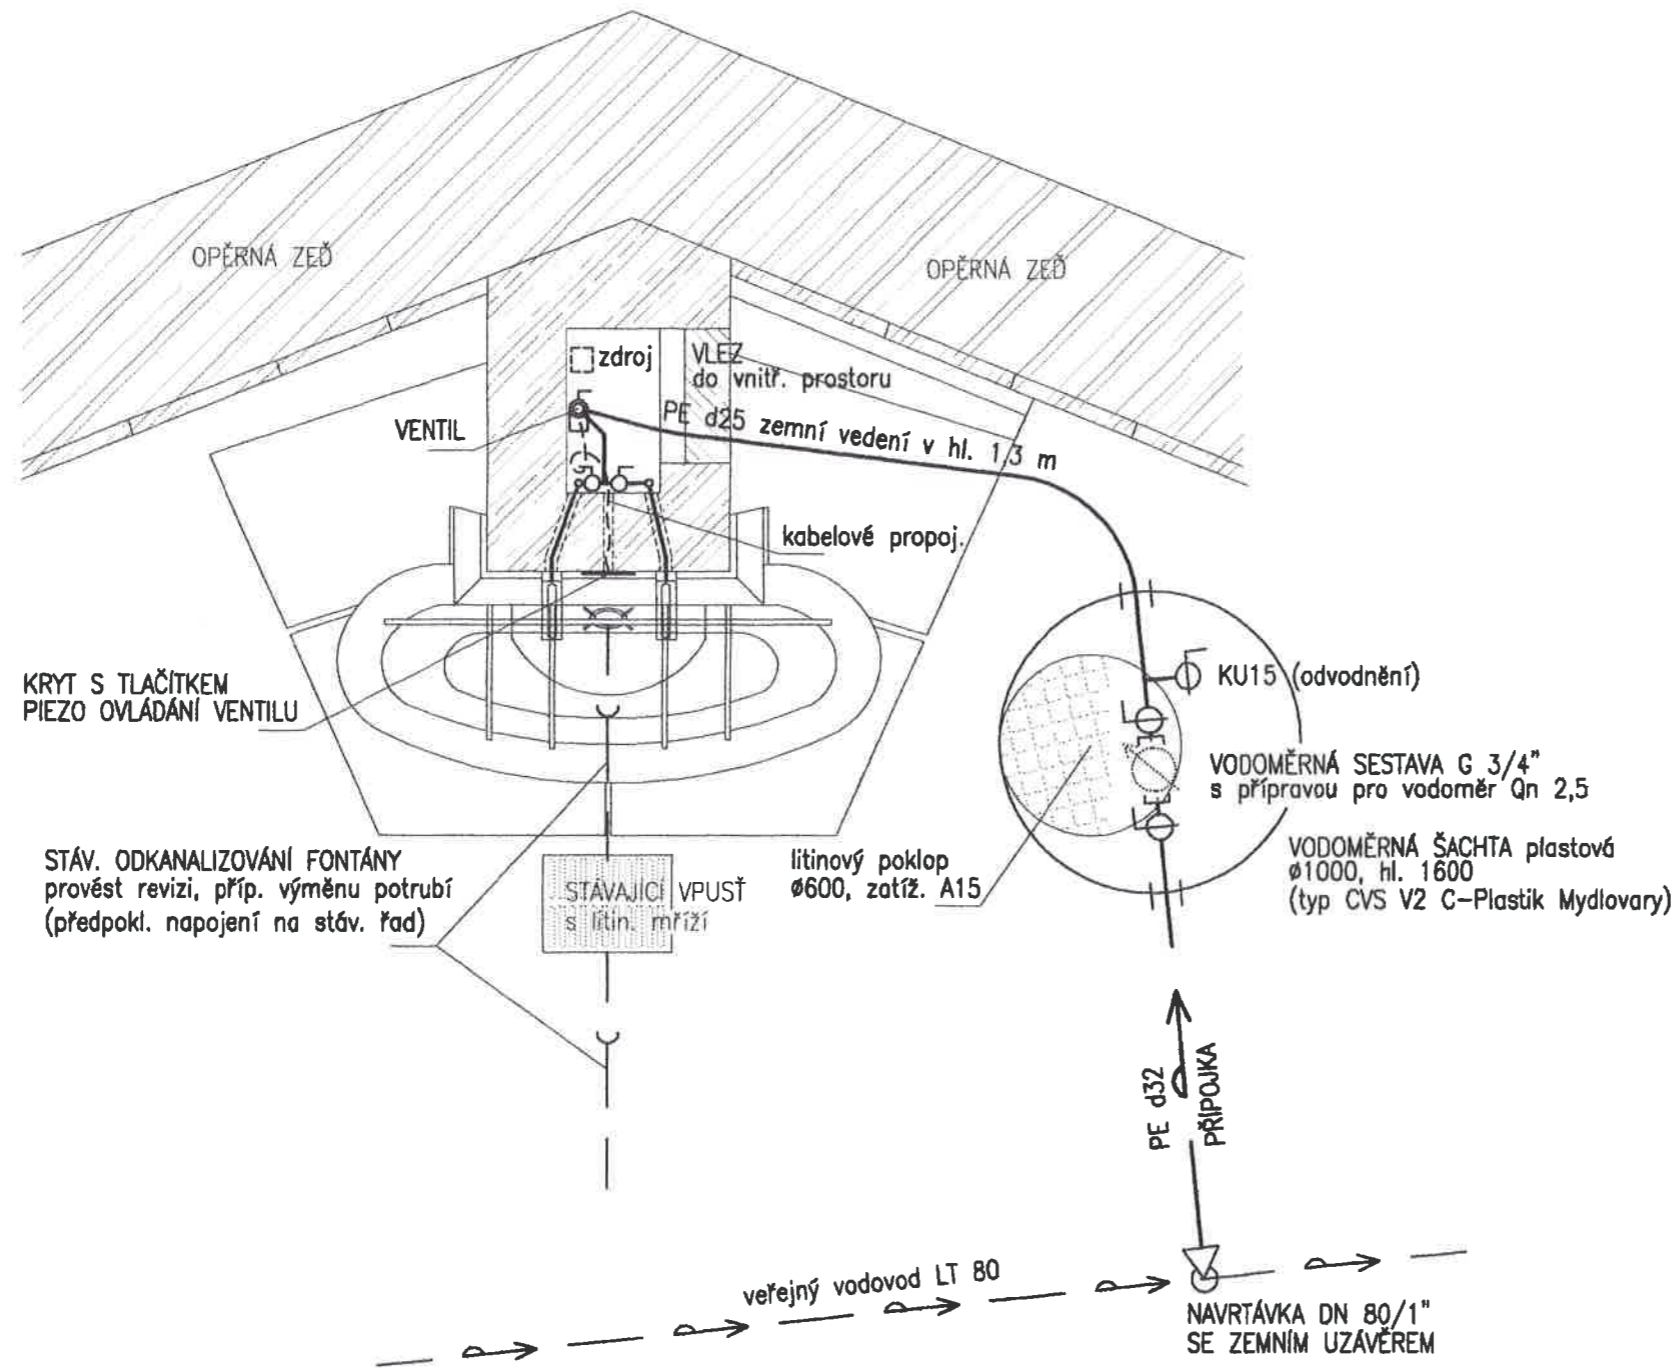 OPĚRNÁ ZEĎ
OPĚRNÁ ZEĎ
zdroj
VLEZ
do vnitř. prostoru
VENTIL
PE d25 zemní vedení v hl. 1,3 m
kabelové propoj.
KRYT S TLAČÍTKEM
PIEZO OVLÁDÁNÍ VENTILU
KU15 (odvodnění)
VODOMĚRNÁ SESTAVA G 3/4"
s přípravou pro vodoměr Qn 2,5
STÁV. ODKANALIZOVÁNÍ FONTÁNY
provést revizi, příp. výměnu potrubí
(předpokl. napojení na stáv. řad)
STÁVAJÍCÍ VPUSŤ
s litin. mříží
litinový poklop
ø600, zatíž. A15
VODOMĚRNÁ ŠACHTA plastová
ø1000, hl. 1600
(typ CVS V2 C-Plastik Mydlovary)
PE d32
PŘÍPOJKA
veřejný vodovod LT 80
NAVRTÁVKA DN 80/1"
SE ZEMNÍM UZÁVĚREM